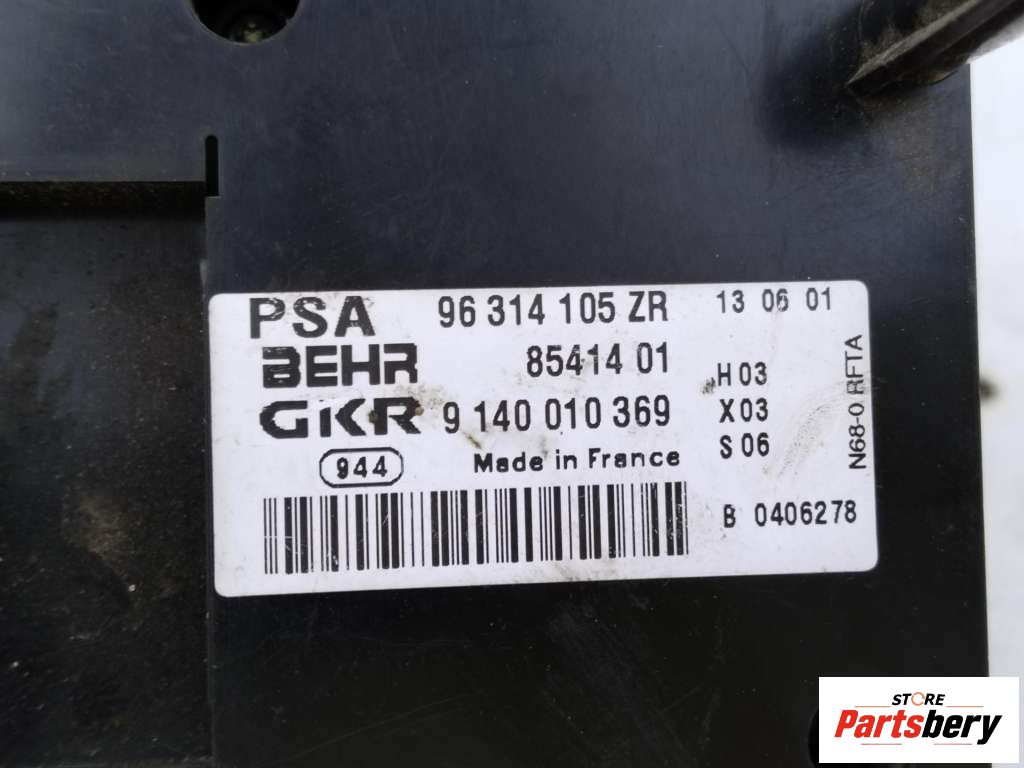 PSA 96 314 105 ZR 13 06 01
BEHR 85414 01 H 03
GKR 9 140 010 369 X 03
944 Made in France S 06
B 0406278
N68-0 RFTA
STORE
Partsbery